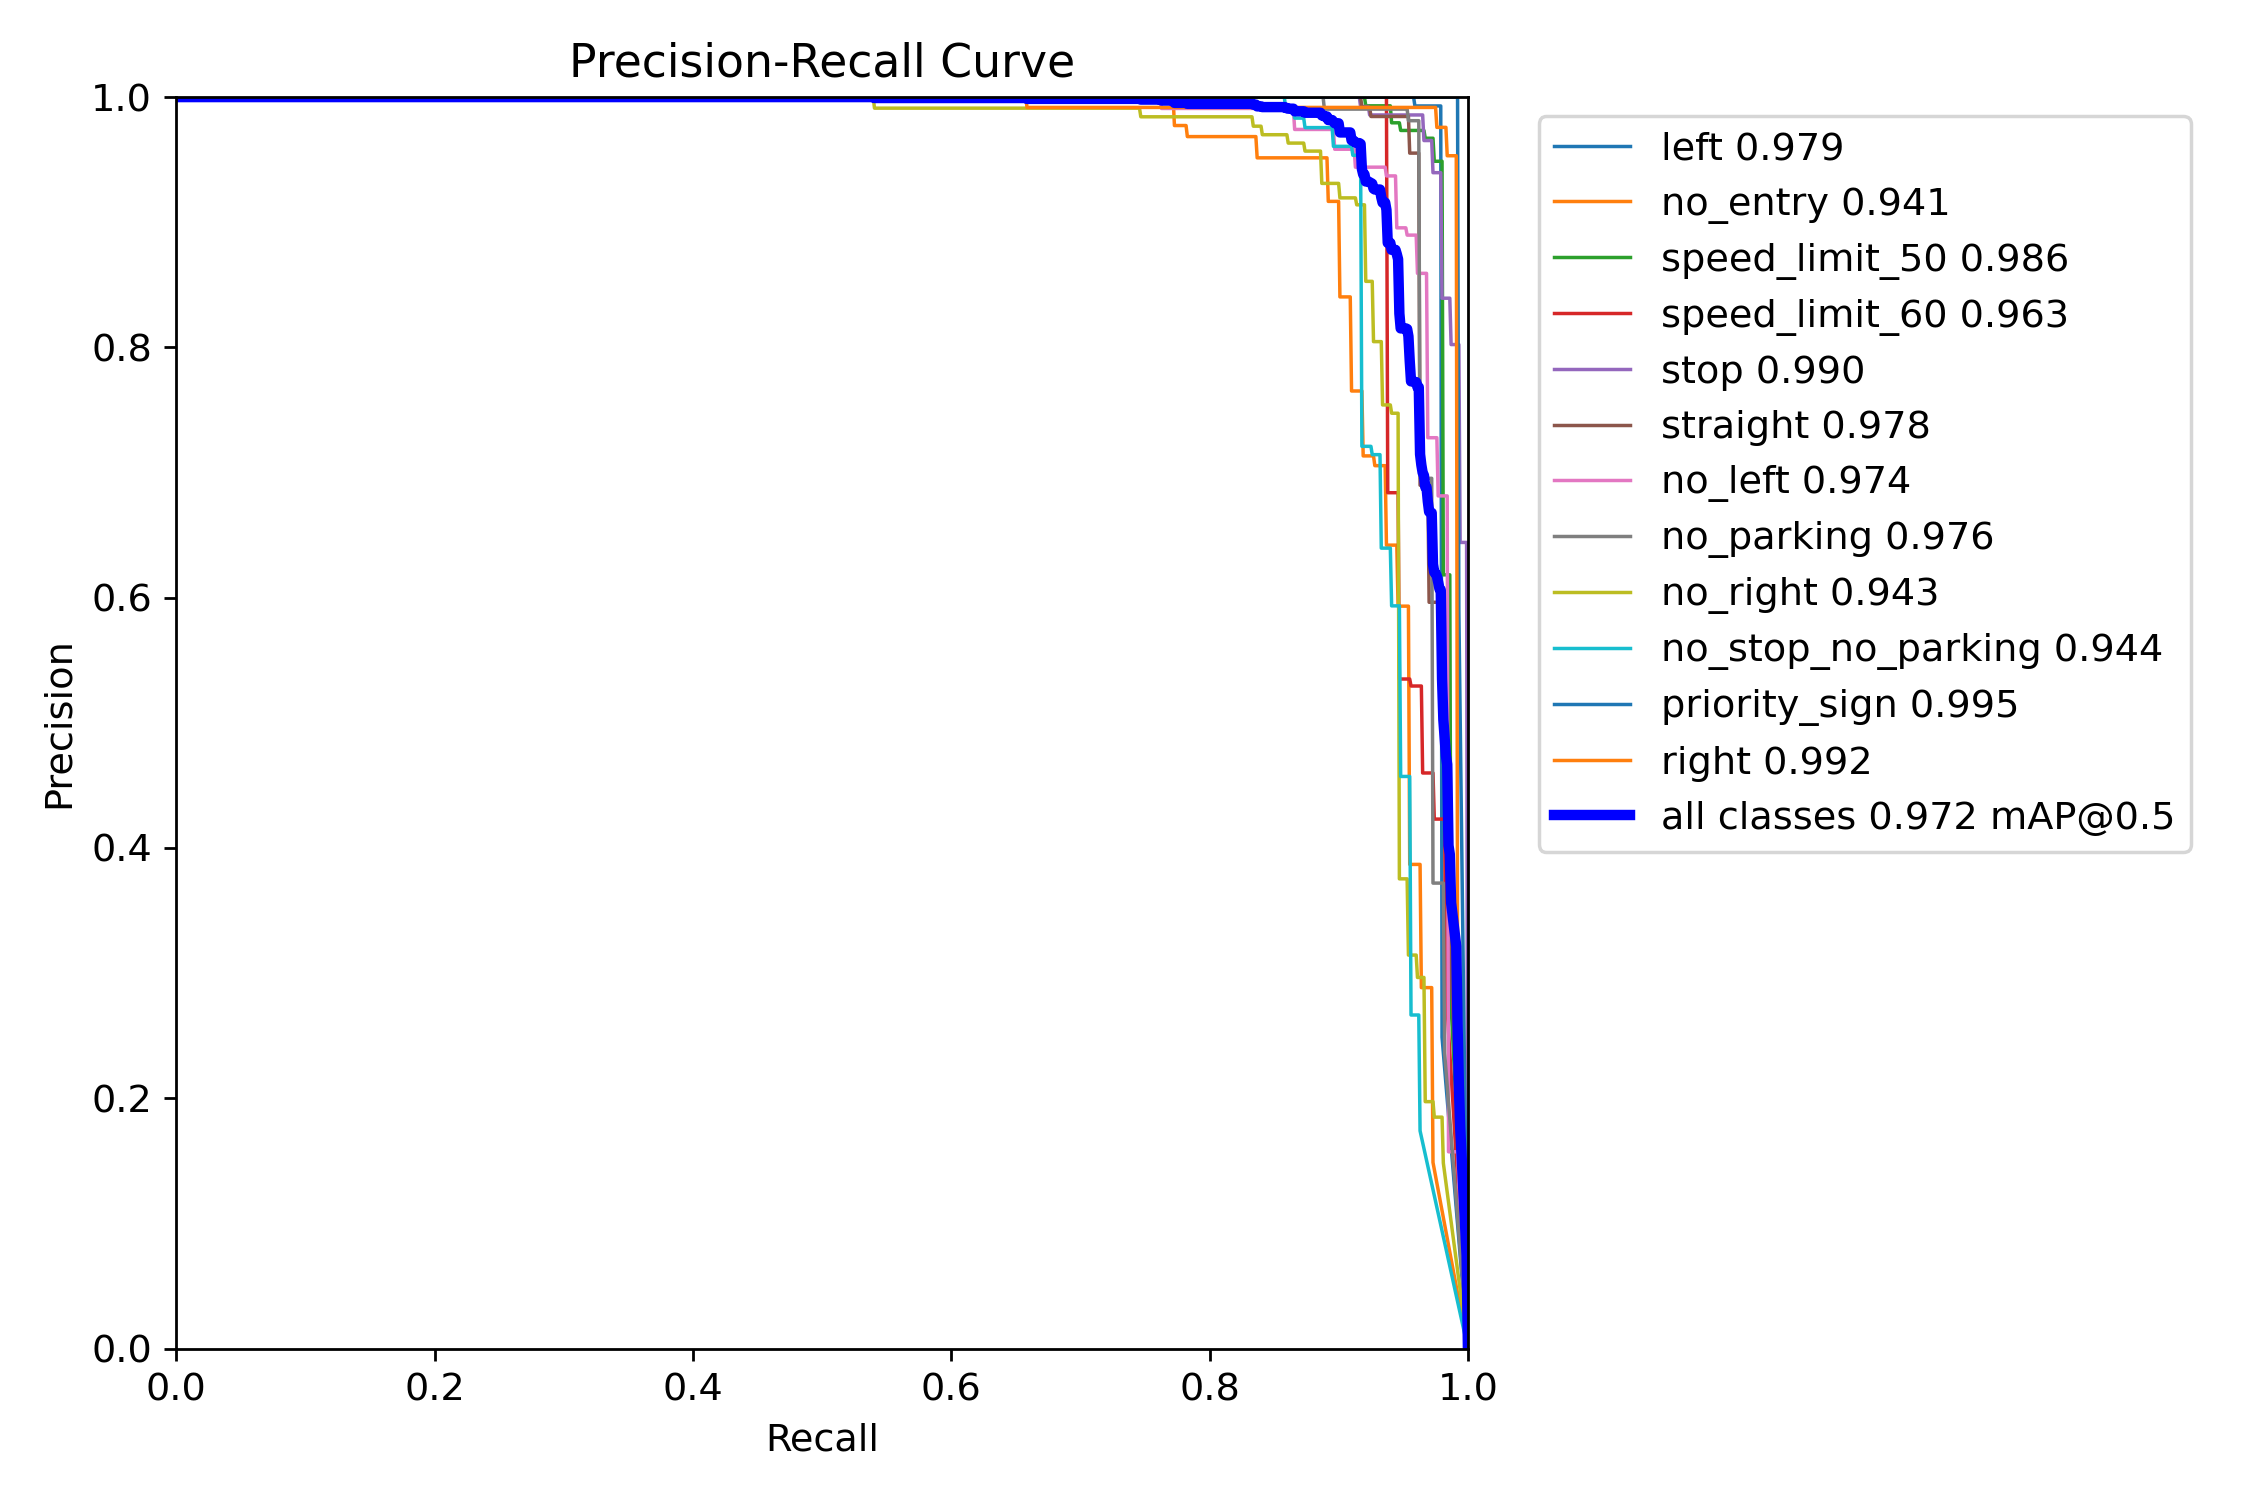 Precision-Recall Curve
1.0
0.8
0.6
0.4
0.2
0.0
Precision
0.0 0.2 0.4 0.6 0.8 1.0
Recall
left 0.979
no_entry 0.941
speed_limit_50 0.986
speed_limit_60 0.963
stop 0.990
straight 0.978
no_left 0.974
no_parking 0.976
no_right 0.943
no_stop_no_parking 0.944
priority_sign 0.995
right 0.992
all classes 0.972 mAP@0.5